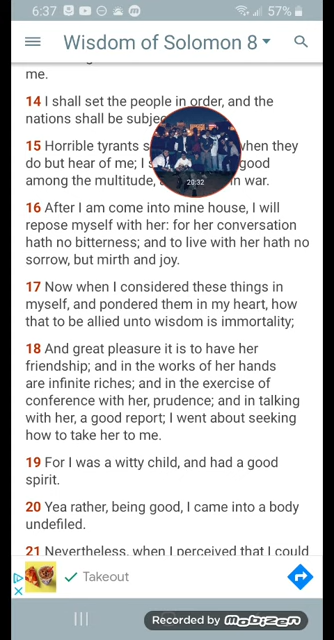 6:37
57%
Wisdom of Solomon 8
me.
14 I shall set the people in order, and the
nations shall be subjec
15 Horrible tyrants s when they
do but hear of me; I s good
among the multitude, a in war.
20:32
16 After I am come into mine house, I will
repose myself with her: for her conversation
hath no bitterness; and to live with her hath no
sorrow, but mirth and joy.
17 Now when I considered these things in
myself, and pondered them in my heart, how
that to be allied unto wisdom is immortality;
18 And great pleasure it is to have her
friendship; and in the works of her hands
are infinite riches; and in the exercise of
conference with her, prudence; and in talking
with her, a good report; I went about seeking
how to take her to me.
19 For I was a witty child, and had a good
spirit.
20 Yea rather, being good, I came into a body
undefiled.
21 Nevertheless, when I perceived that I could
Takeout
Recorded by mobizen